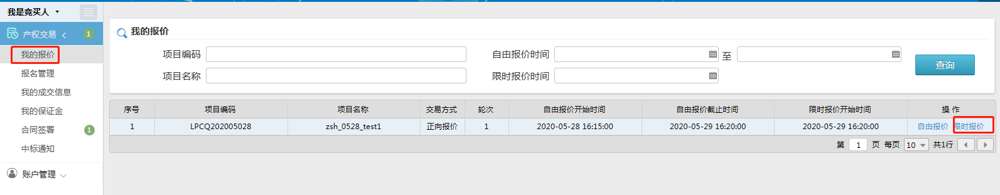 我是竞买人
产权交易 1
我的报价
报名管理
我的成交信息
我的保证金
合同签署 1
中标通知
账户管理
我的报价
项目编码 自由报价时间 至
查询
项目名称 限时报价时间
序号 项目编码 项目名称 交易方式 轮次 自由报价开始时间 自由报价截止时间 限时报价开始时间 操 作
1 LPCQ202005028 zsh_0528_test1 正向报价 1 2020-05-28 16:15:00 2020-05-29 16:20:00 2020-05-29 16:20:00 自由报价 限时报价
第 1 页 每页 10 共1行